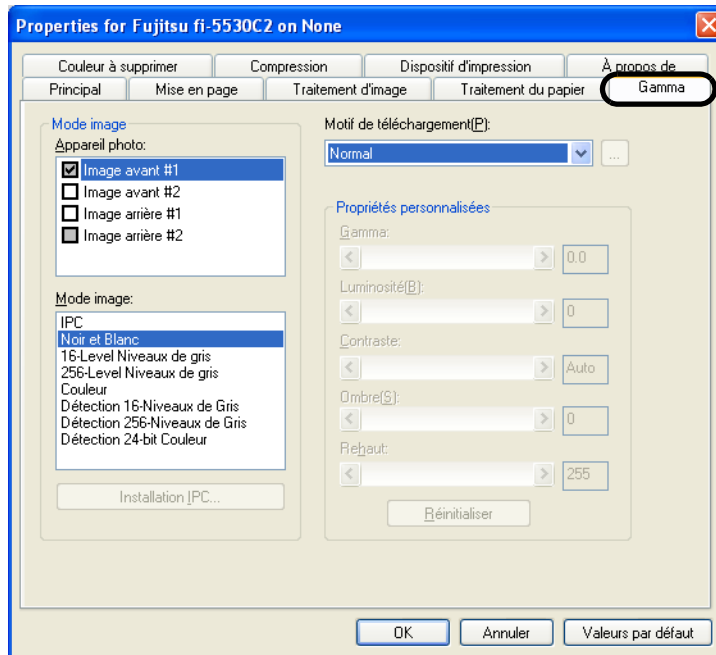 Properties for Fujitsu fi-5530C2 on None
Couleur à supprimer
Compression
Dispositif d'impression
À propos de
Principal
Mise en page
Traitement d'image
Traitement du papier
Gamma
Mode image
Appareil photo:
Image avant #1
Image avant #2
Image arrière #1
Image arrière #2
Mode image:
IPC
Noir et Blanc
16-Level Niveaux de gris
256-Level Niveaux de gris
Couleur
Détection 16-Niveaux de Gris
Détection 256-Niveaux de Gris
Détection 24-bit Couleur
Installation IPC...
Motif de téléchargement(P):
Normal
...
Propriétés personnalisées
Gamma:
0.0
Luminosité(B):
0
Contraste:
Auto
Ombre(S):
0
Rehaut:
255
Réinitialiser
OK
Annuler
Valeurs par défaut